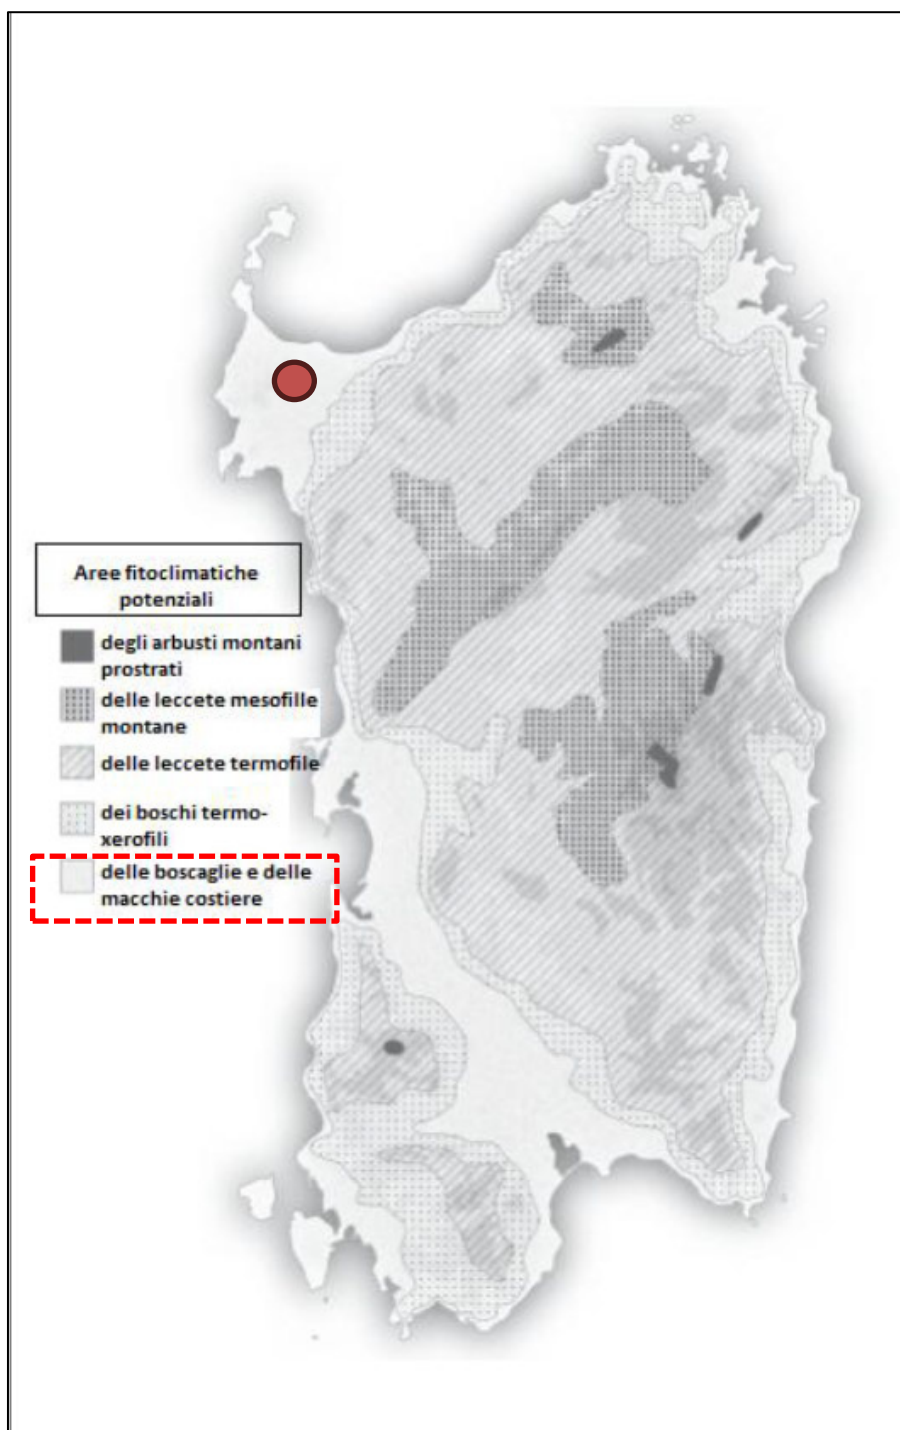 Aree fitoclimatiche
potenziali
degli arbusti montani
prostrati
delle leccete mesofille
montane
delle leccete termofile
dei boschi termo-
xerofili
delle boscaglie e delle
macchie costiere